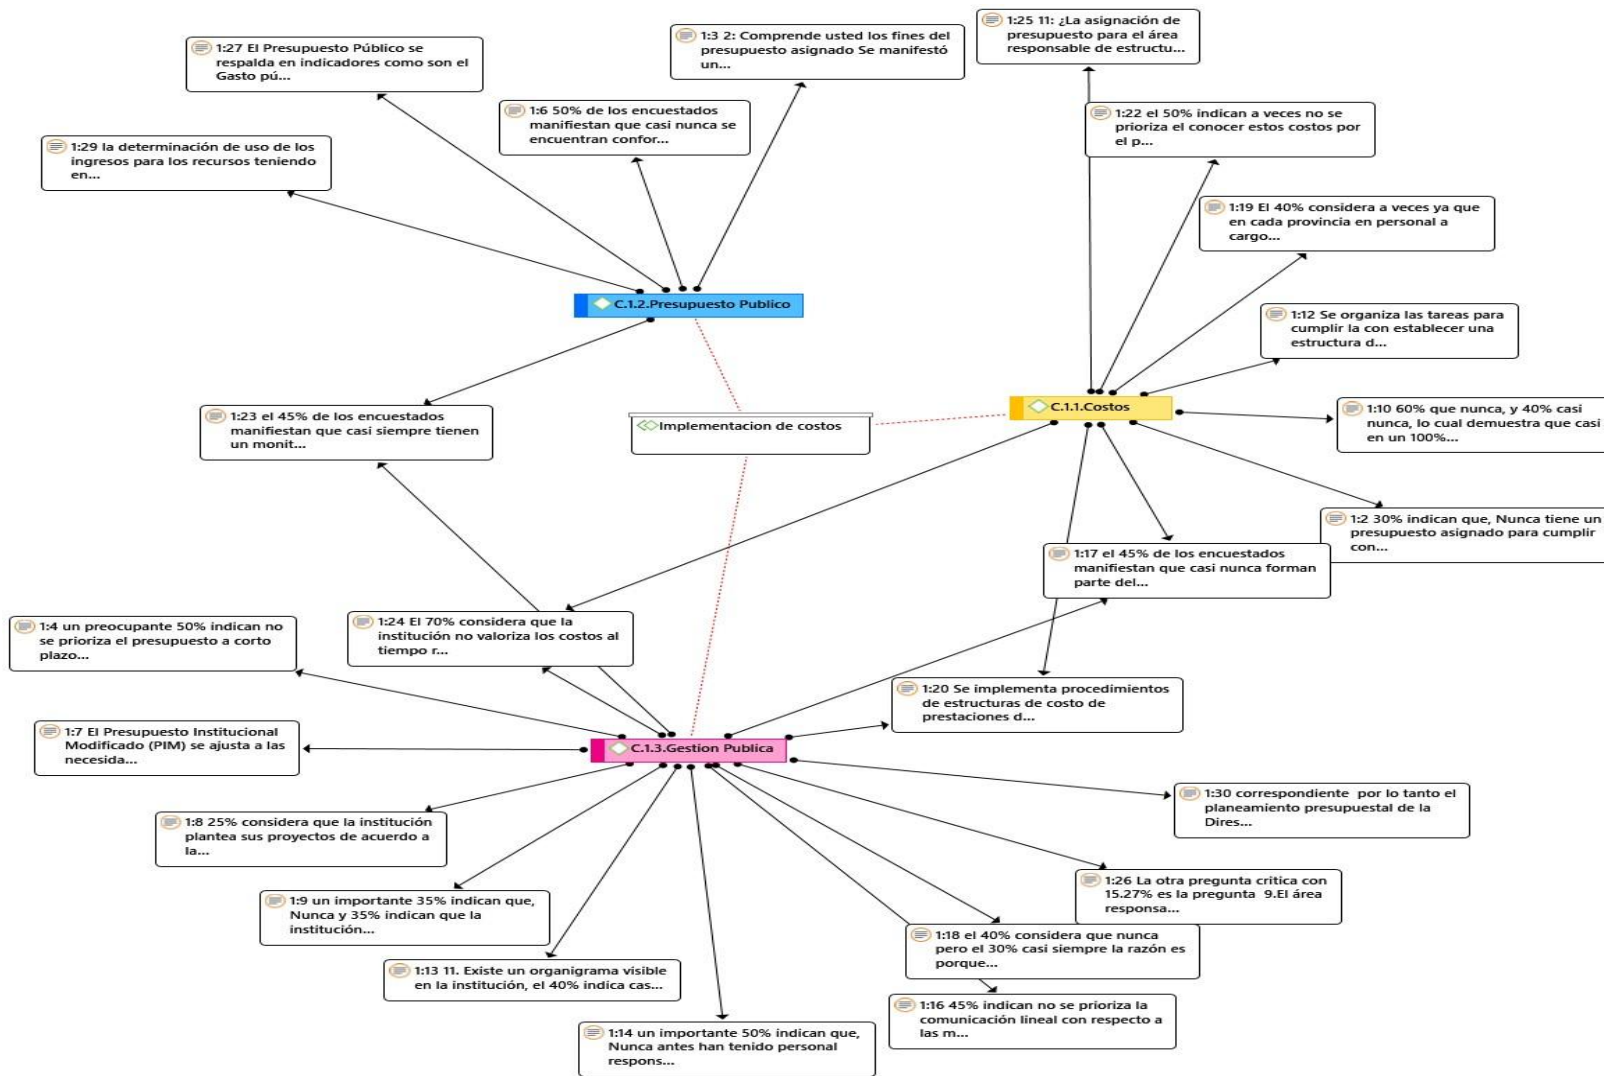 1:25 11: ¿La asignación de
presupuesto para el área
responsable de estructu...
1:3 2: Comprende usted los fines del
presupuesto asignado Se manifestó
un...
1:27 El Presupuesto Público se
respalda en indicadores como son el
Gasto pú...
1:6 50% de los encuestados
manifiestan que casi nunca se
encuentran confor...
1:22 el 50% indican a veces no se
prioriza el conocer estos costos por
el p...
1:29 la determinación de uso de los
ingresos para los recursos teniendo
en...
1:19 El 40% considera a veces ya que
en cada provincia en personal a
cargo...
C.1.2.Presupuesto Publico
1:12 Se organiza las tareas para
cumplir la con establecer una
estructura d...
C.1.1.Costos
1:10 60% que nunca, y 40% casi
nunca, lo cual demuestra que casi
en un 100%...
1:23 el 45% de los encuestados
manifiestan que casi siempre tienen
un monit...
Implementacion de costos
1:2 30% indican que, Nunca tiene un
presupuesto asignado para cumplir
con...
1:17 el 45% de los encuestados
manifiestan que casi nunca forman
parte del...
1:4 un preocupante 50% indican no
se prioriza el presupuesto a corto
plazo...
1:24 El 70% considera que la
institución no valoriza los costos al
tiempo r...
1:20 Se implementa procedimientos
de estructuras de costo de
prestaciones d...
1:7 El Presupuesto Institucional
Modificado (PIM) se ajusta a las
necesida...
C.1.3.Gestion Publica
1:30 correspondiente por lo tanto el
planeamiento presupuestal de la
Dires...
1:8 25% considera que la institución
plantea sus proyectos de acuerdo a
la...
1:26 La otra pregunta critica con
15.27% es la pregunta 9.El área
responsa...
1:9 un importante 35% indican que,
Nunca y 35% indican que la
institución...
1:18 el 40% considera que nunca
pero el 30% casi siempre la razón es
porque...
1:13 11. Existe un organigrama visible
en la institución, el 40% indica cas...
1:16 45% indican no se prioriza la
comunicación lineal con respecto a
las m...
1:14 un importante 50% indican que,
Nunca antes han tenido personal
respons...